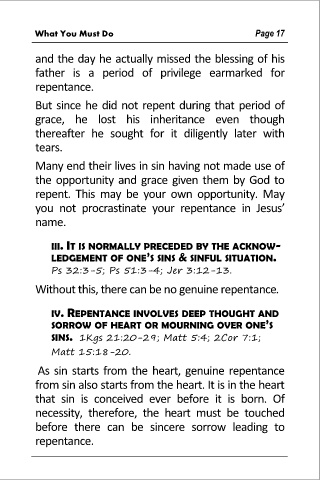 What You Must Do Page 17
and the day he actually missed the blessing of his
father is a period of privilege earmarked for
repentance.
But since he did not repent during that period of
grace, he lost his inheritance even though
thereafter he sought for it diligently later with
tears.
Many end their lives in sin having not made use of
the opportunity and grace given them by God to
repent. This may be your own opportunity. May
you not procrastinate your repentance in Jesus’
name.
III. IT IS NORMALLY PRECEDED BY THE ACKNOW-
LEDGEMENT OF ONE’S SINS & SINFUL SITUATION.
Ps 32:3-5; Ps 51:3-4; Jer 3:12-13.
Without this, there can be no genuine repentance.
IV. REPENTANCE INVOLVES DEEP THOUGHT AND
SORROW OF HEART OR MOURNING OVER ONE’S
SINS. 1Kgs 21:20-29; Matt 5:4; 2Cor 7:1;
Matt 15:18-20.
As sin starts from the heart, genuine repentance
from sin also starts from the heart. It is in the heart
that sin is conceived ever before it is born. Of
necessity, therefore, the heart must be touched
before there can be sincere sorrow leading to
repentance.